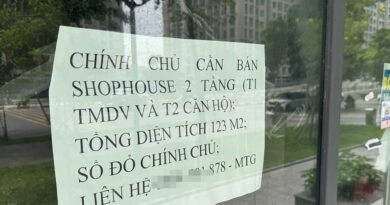 CHÍNH CHỦ CẦN BÁN
SHOPHOUSE 2 TẦNG (T1
TMDV VÀ T2 CĂN HỘ);
TỔNG DIỆN TÍCH 123 M2;
SỔ ĐỎ CHÍNH CHỦ;
LIÊN HỆ 878 - MTG